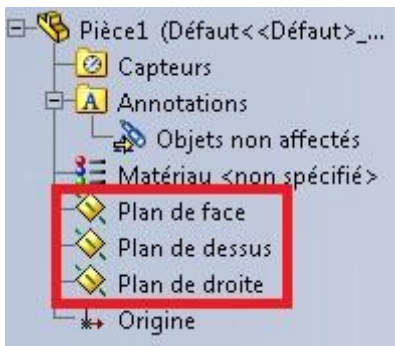 Pièce1 (Défaut<<Défaut>_...
Capteurs
A Annotations
Objets non affectés
Matériau <non spécifié>
Plan de face
Plan de dessus
Plan de droite
Origine